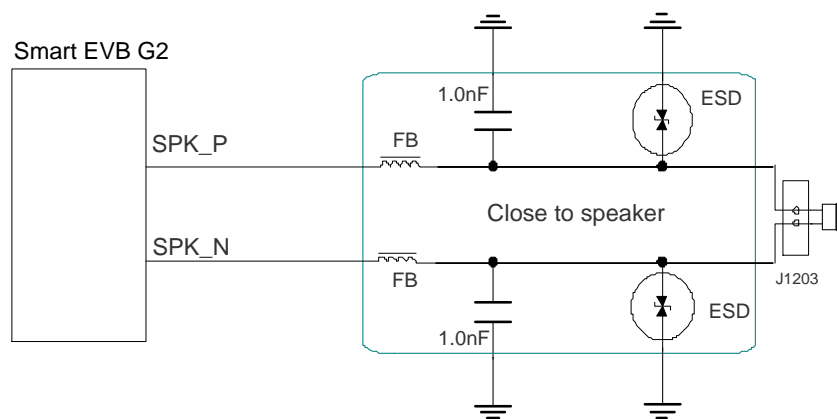 Smart EVB G2
1.0nF
ESD
SPK_P
FB
Close to speaker
SPK_N
FB
J1203
ESD
1.0nF